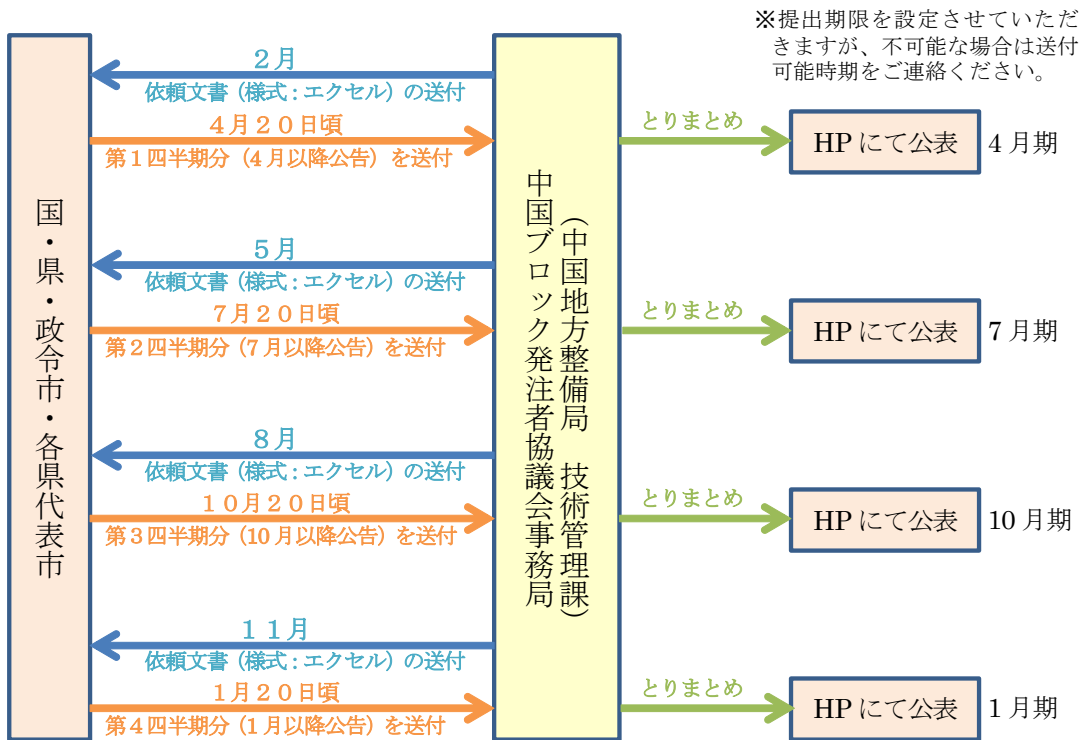 ※提出期限を設定させていただ
きますが、不可能な場合は送付
可能時期をご連絡ください。
国・県・政令市・各県代表市
中国ブロック発注者協議会事務局
（中国地方整備局　技術管理課）
２月
依頼文書（様式：エクセル）の送付
４月２０日頃
第１四半期分（４月以降公告）を送付
とりまとめ
HP にて公表
4 月期
５月
依頼文書（様式：エクセル）の送付
７月２０日頃
第２四半期分（７月以降公告）を送付
とりまとめ
HP にて公表
7 月期
８月
依頼文書（様式：エクセル）の送付
１０月２０日頃
第３四半期分（10 月以降公告）を送付
とりまとめ
HP にて公表
10 月期
１１月
依頼文書（様式：エクセル）の送付
１月２０日頃
第４四半期分（１月以降公告）を送付
とりまとめ
HP にて公表
1 月期